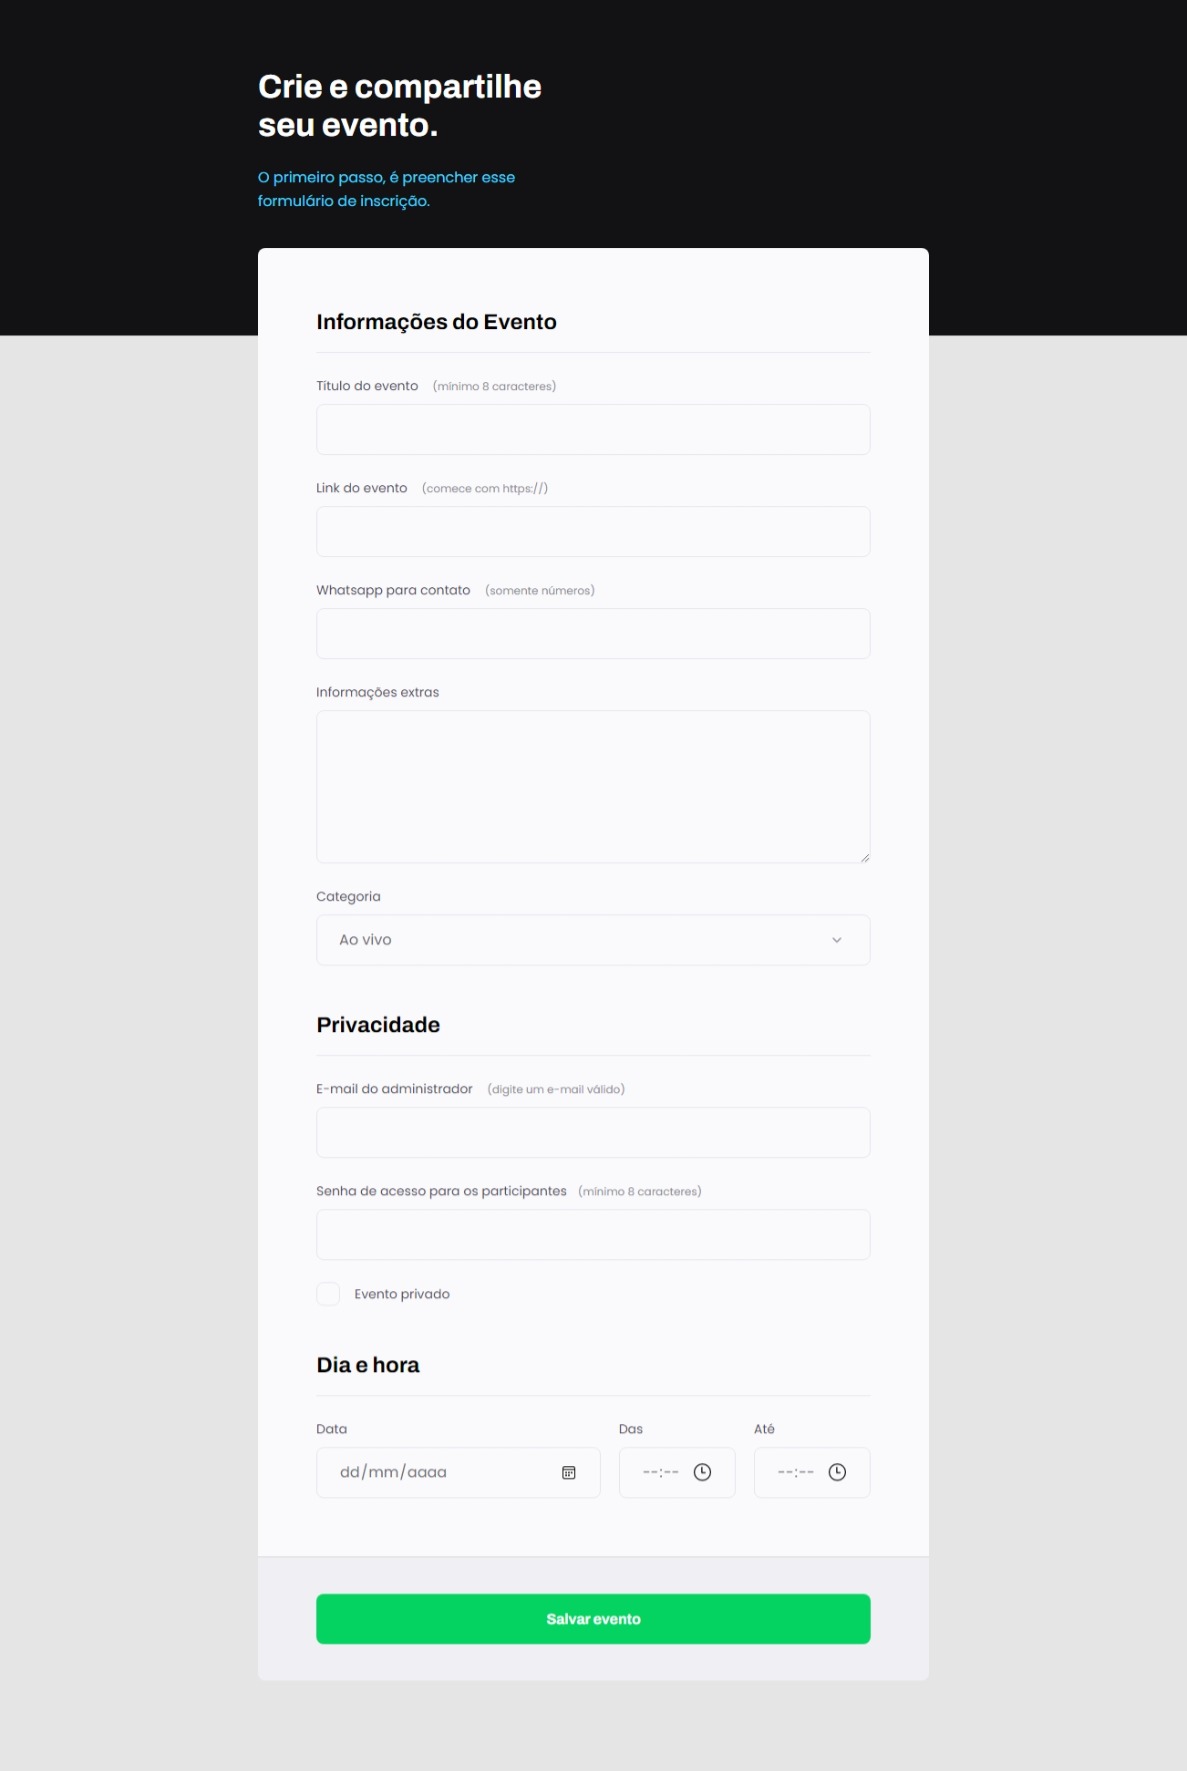 Crie e compartilhe
seu evento.
O primeiro passo, é preencher esse
formulário de inscrição.
Informações do Evento
Título do evento (mínimo 8 caracteres)
Link do evento (comece com https://)
Whatsapp para contato (somente números)
Informações extras
Categoria
Ao vivo
Privacidade
E-mail do administrador (digite um e-mail válido)
Senha de acesso para os participantes (mínimo 8 caracteres)
Evento privado
Dia e hora
Data Das Até
dd/mm/aaaa --:-- --:--
Salvar evento